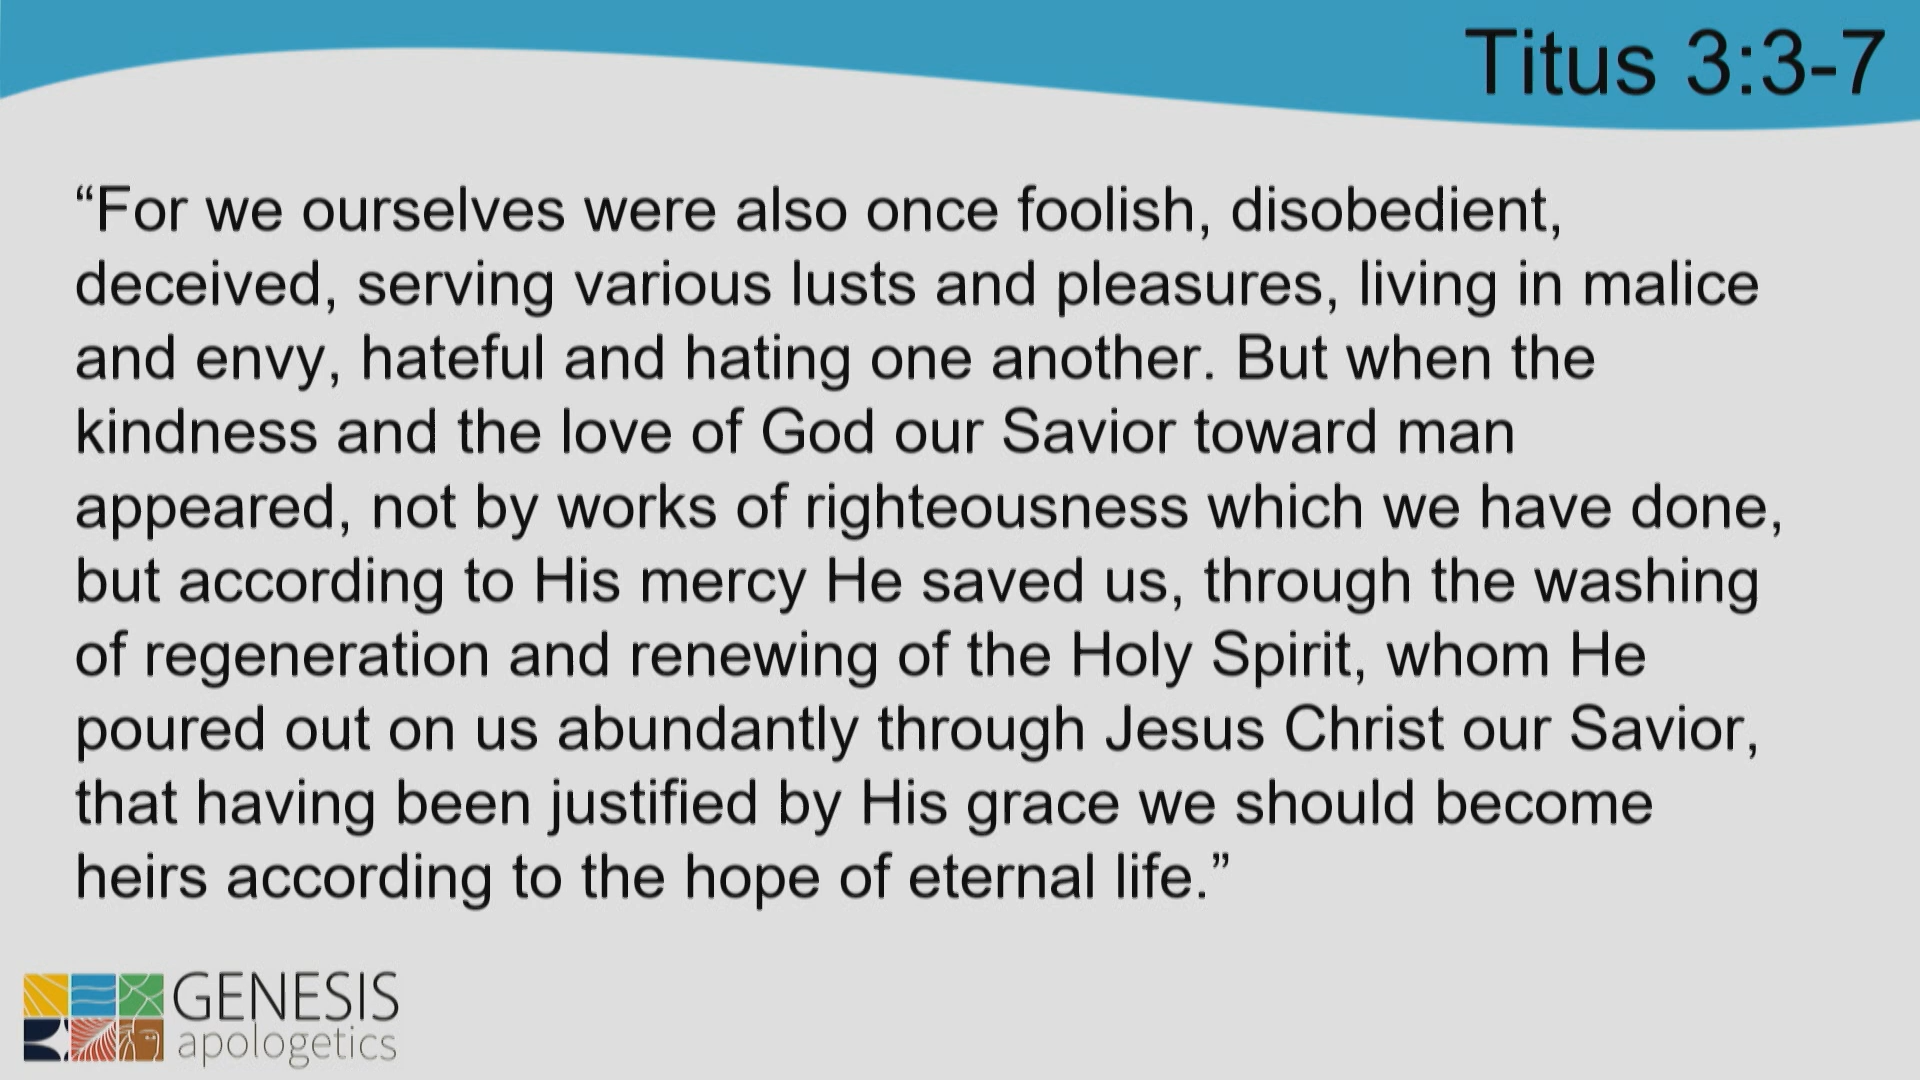 Titus 3:3-7
“For we ourselves were also once foolish, disobedient,
deceived, serving various lusts and pleasures, living in malice
and envy, hateful and hating one another. But when the
kindness and the love of God our Savior toward man
appeared, not by works of righteousness which we have done,
but according to His mercy He saved us, through the washing
of regeneration and renewing of the Holy Spirit, whom He
poured out on us abundantly through Jesus Christ our Savior,
that having been justified by His grace we should become
heirs according to the hope of eternal life.”
GENESIS
apologetics